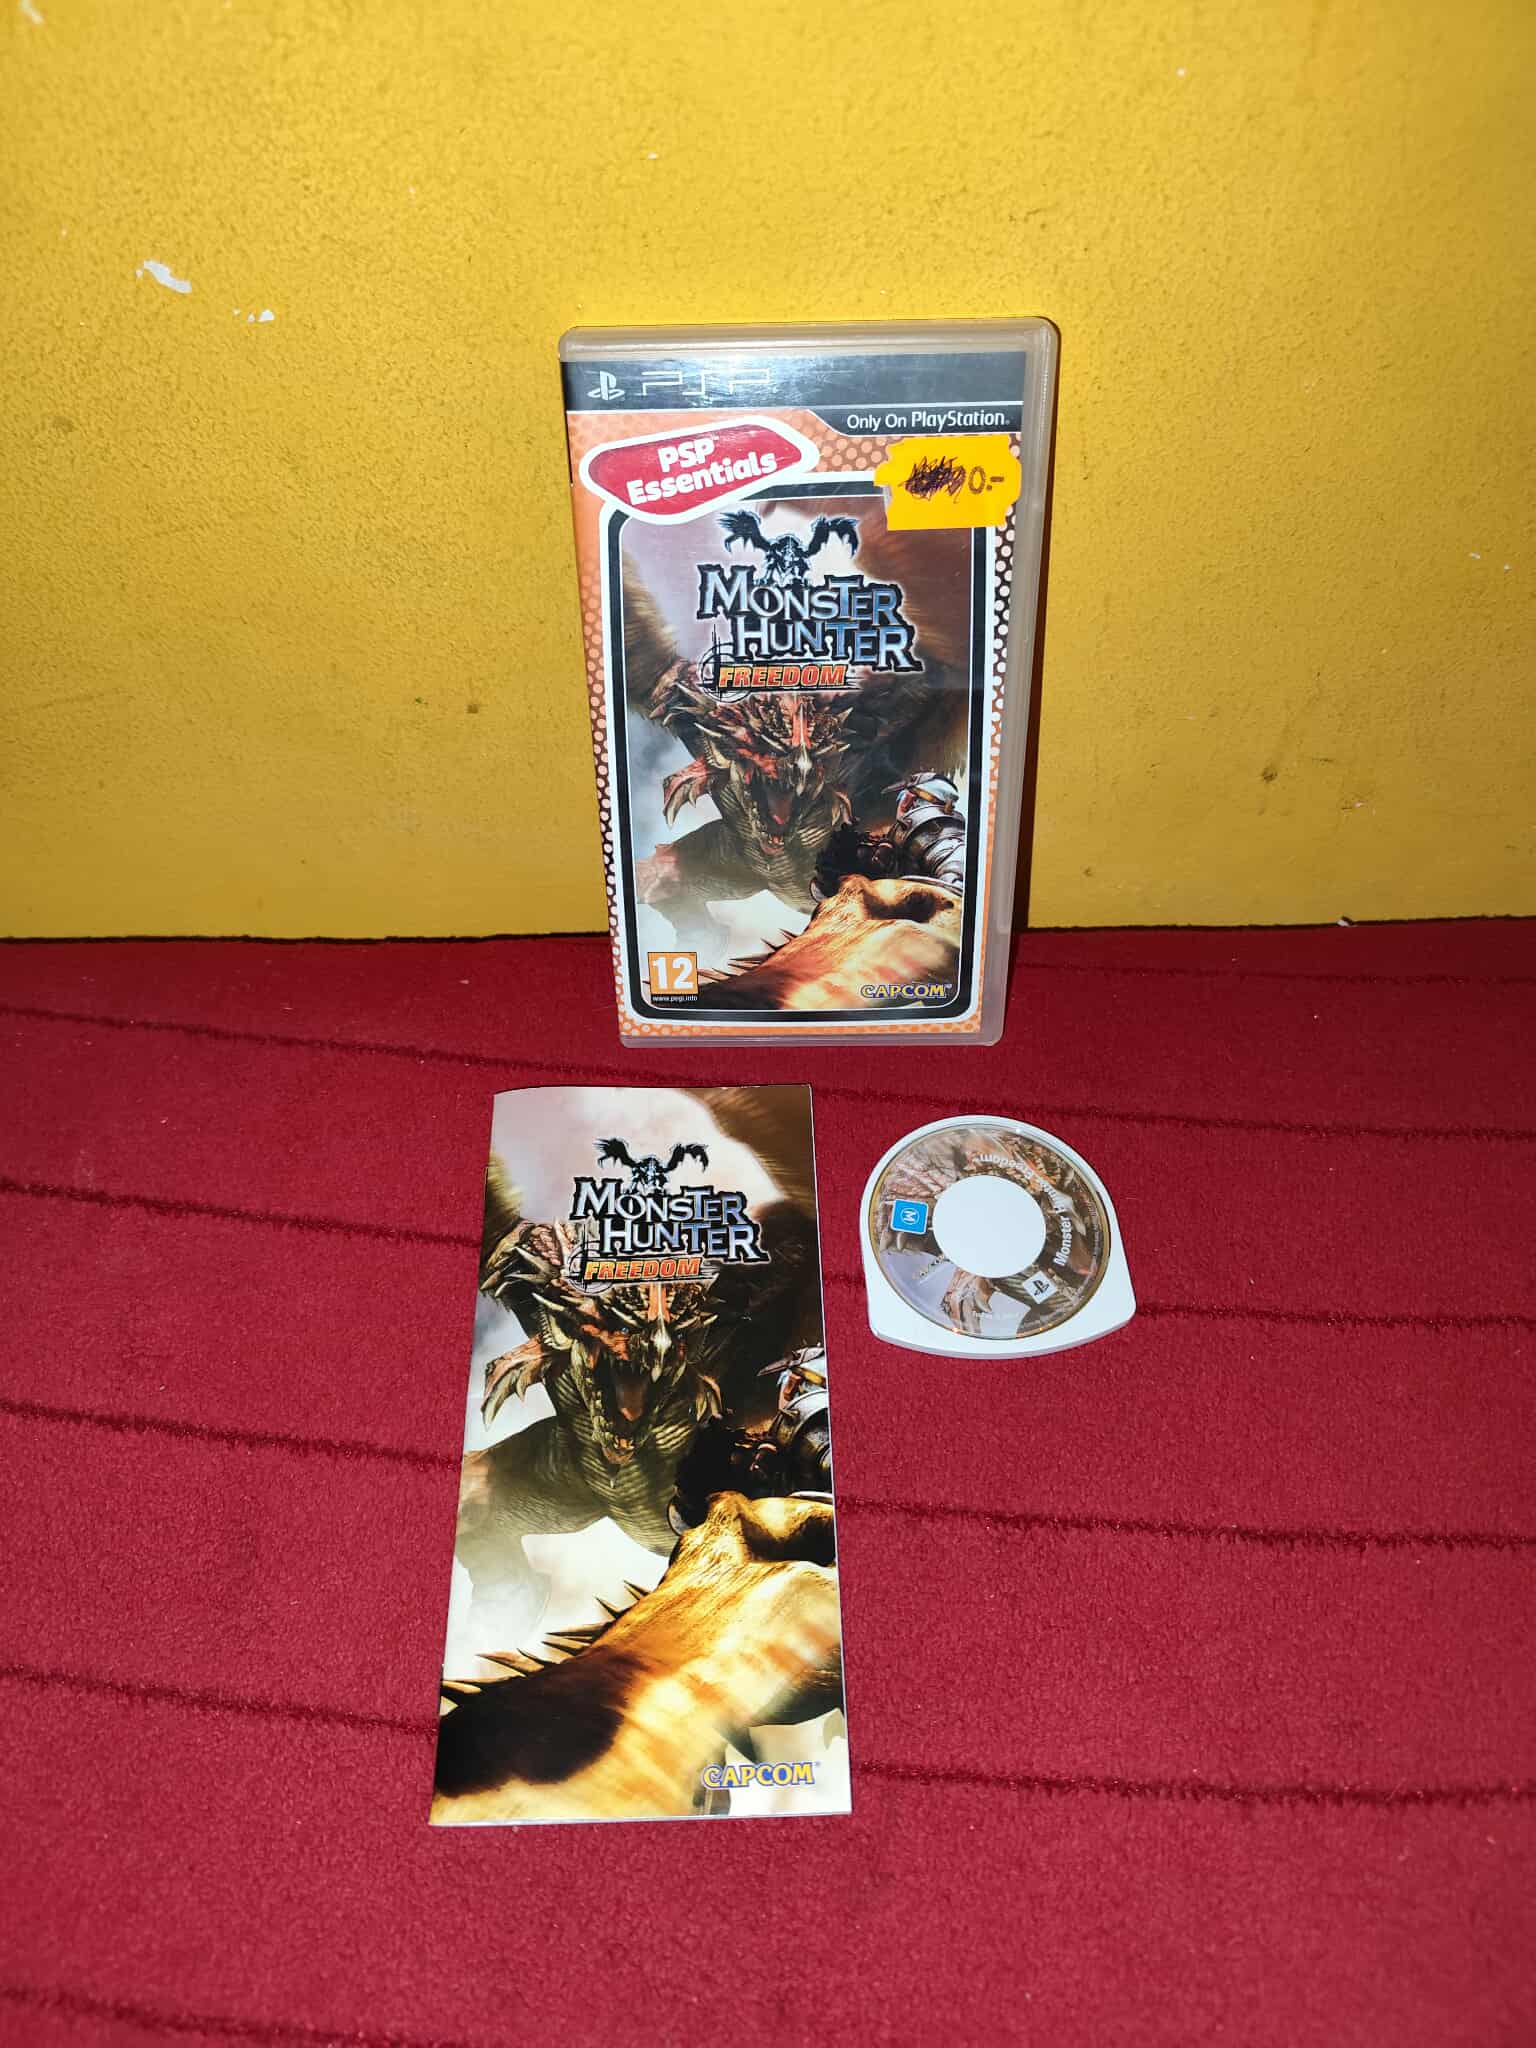 PSP
Only On PlayStation®
PSP
Essentials
0.-
MONSTER
HUNTER
FREEDOM
12
www.pegi.info
CAPCOM®
MONSTER
HUNTER
FREEDOM
CAPCOM®
Monster Hunter Freedom™
M